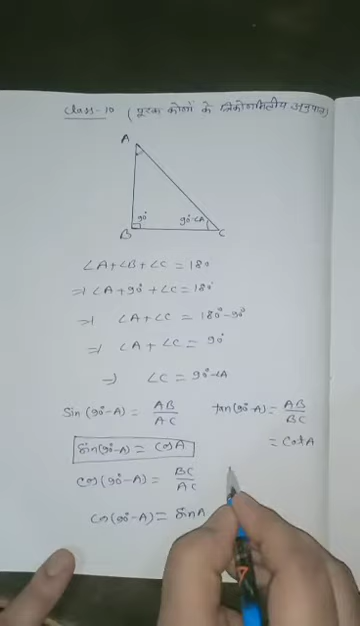 Class-10 (पूरक कोणों के त्रिकोणमितीय अनुपात)
A
90°
90°-∠A
B
C
∠A+∠B+∠C=180
⇒ ∠A+90°+∠C=180°
⇒ ∠A+∠C = 180°-90°
⇒ ∠A+∠C = 90°
⇒ ∠C = 90°-∠A
Sin(90°-A) = AB/AC
tan(90°-A) = AB/BC
Sin(90°-A) = CosA
= CotA
Cos(90°-A) = BC/AC
Cos(90°-A) = SinA